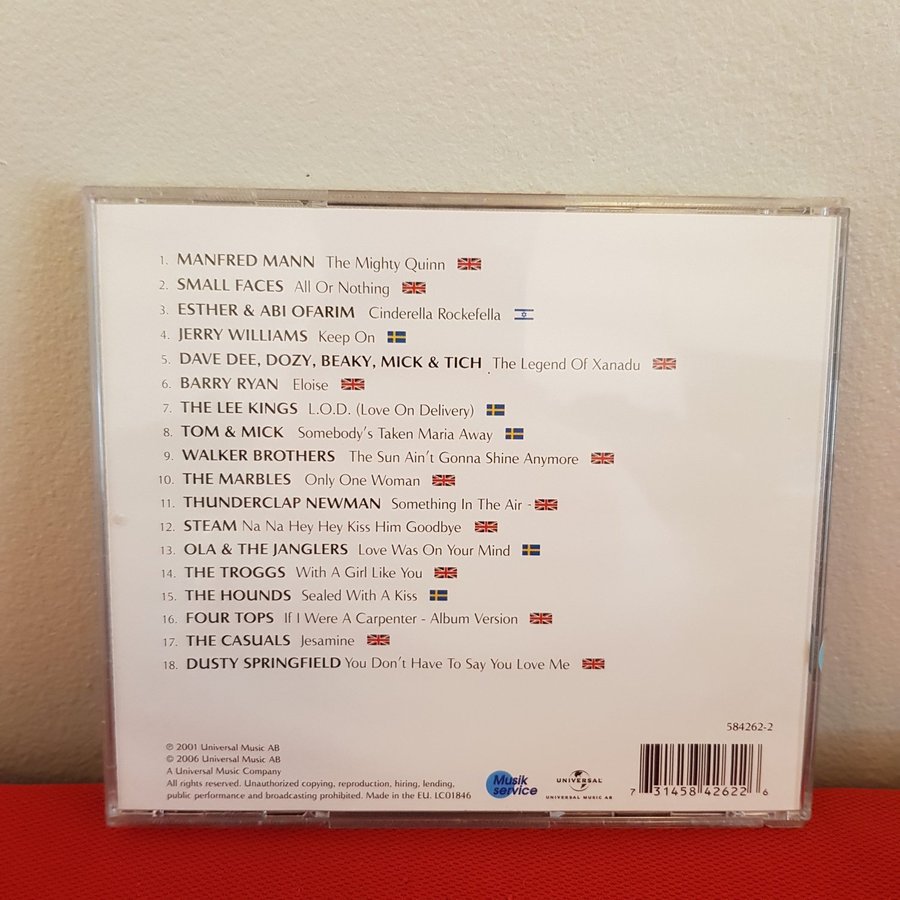 1. MANFRED MANN The Mighty Quinn
2. SMALL FACES All Or Nothing
3. ESTHER & ABI OFARIM Cinderella Rockefella
4. JERRY WILLIAMS Keep On
5. DAVE DEE, DOZY, BEAKY, MICK & TICH The Legend Of Xanadu
6. BARRY RYAN Eloise
7. THE LEE KINGS L.O.D. (Love On Delivery)
8. TOM & MICK Somebody's Taken Maria Away
9. WALKER BROTHERS The Sun Ain't Gonna Shine Anymore
10. THE MARBLES Only One Woman
11. THUNDERCLAP NEWMAN Something In The Air -
12. STEAM Na Na Hey Hey Kiss Him Goodbye
13. OLA & THE JANGLERS Love Was On Your Mind
14. THE TROGGS With A Girl Like You
15. THE HOUNDS Sealed With A Kiss
16. FOUR TOPS If I Were A Carpenter - Album Version
17. THE CASUALS Jesamine
18. DUSTY SPRINGFIELD You Don't Have To Say You Love Me
584262-2
℗ 2001 Universal Music AB
© 2006 Universal Music AB
A Universal Music Company
All rights reserved. Unauthorized copying, reproduction, hiring, lending,
public performance and broadcasting prohibited. Made in the EU. LC01846
Musik
service
UNIVERSAL
UNIVERSAL MUSIC AB
7 31458 42622 6